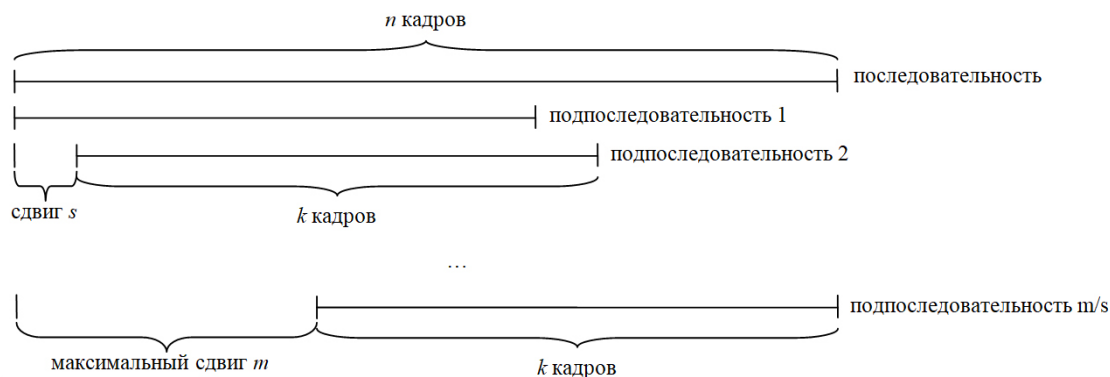 n кадров
последовательность
подпоследовательность 1
подпоследовательность 2
сдвиг s
k кадров
...
подпоследовательность m/s
максимальный сдвиг m
k кадров